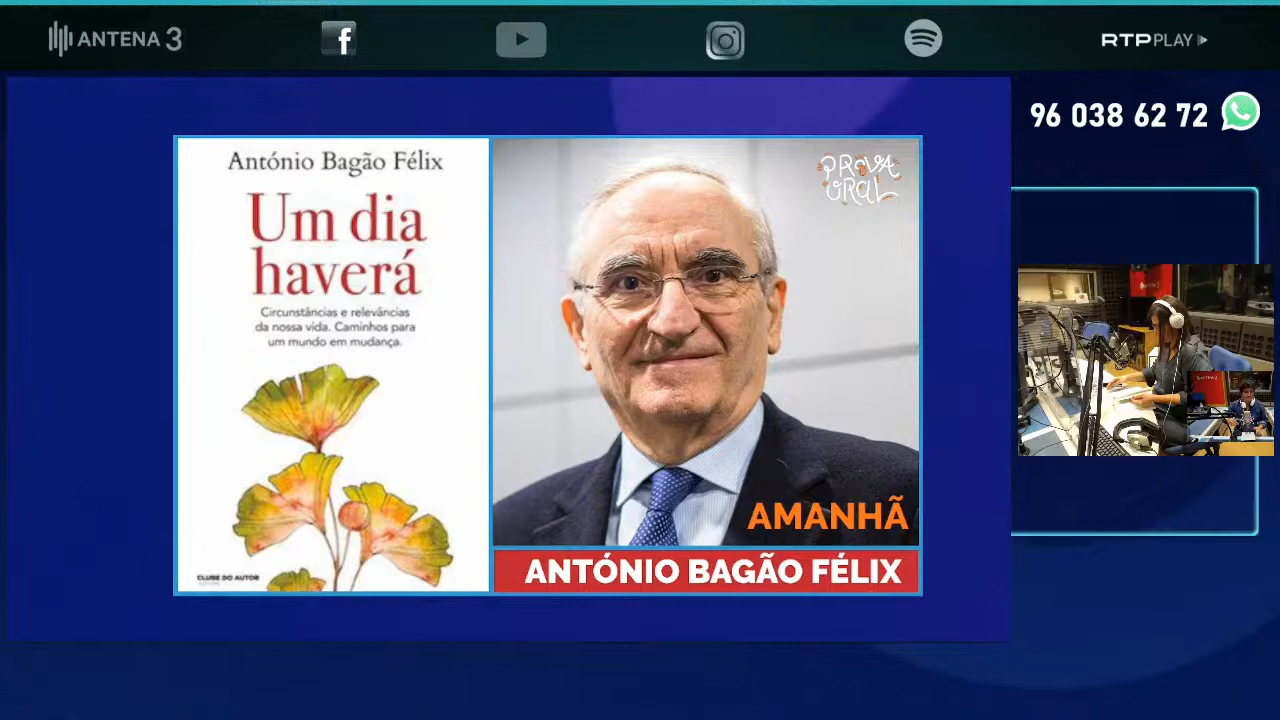 ANTENA 3
f
RTP PLAY
96 038 62 72
António Bagão Félix
Um dia
haverá
Circunstâncias e relevâncias
da nossa vida. Caminhos para
um mundo em mudança.
CLUBE DO AUTOR
PROVA
ORAL
AMANHÃ
ANTÓNIO BAGÃO FÉLIX